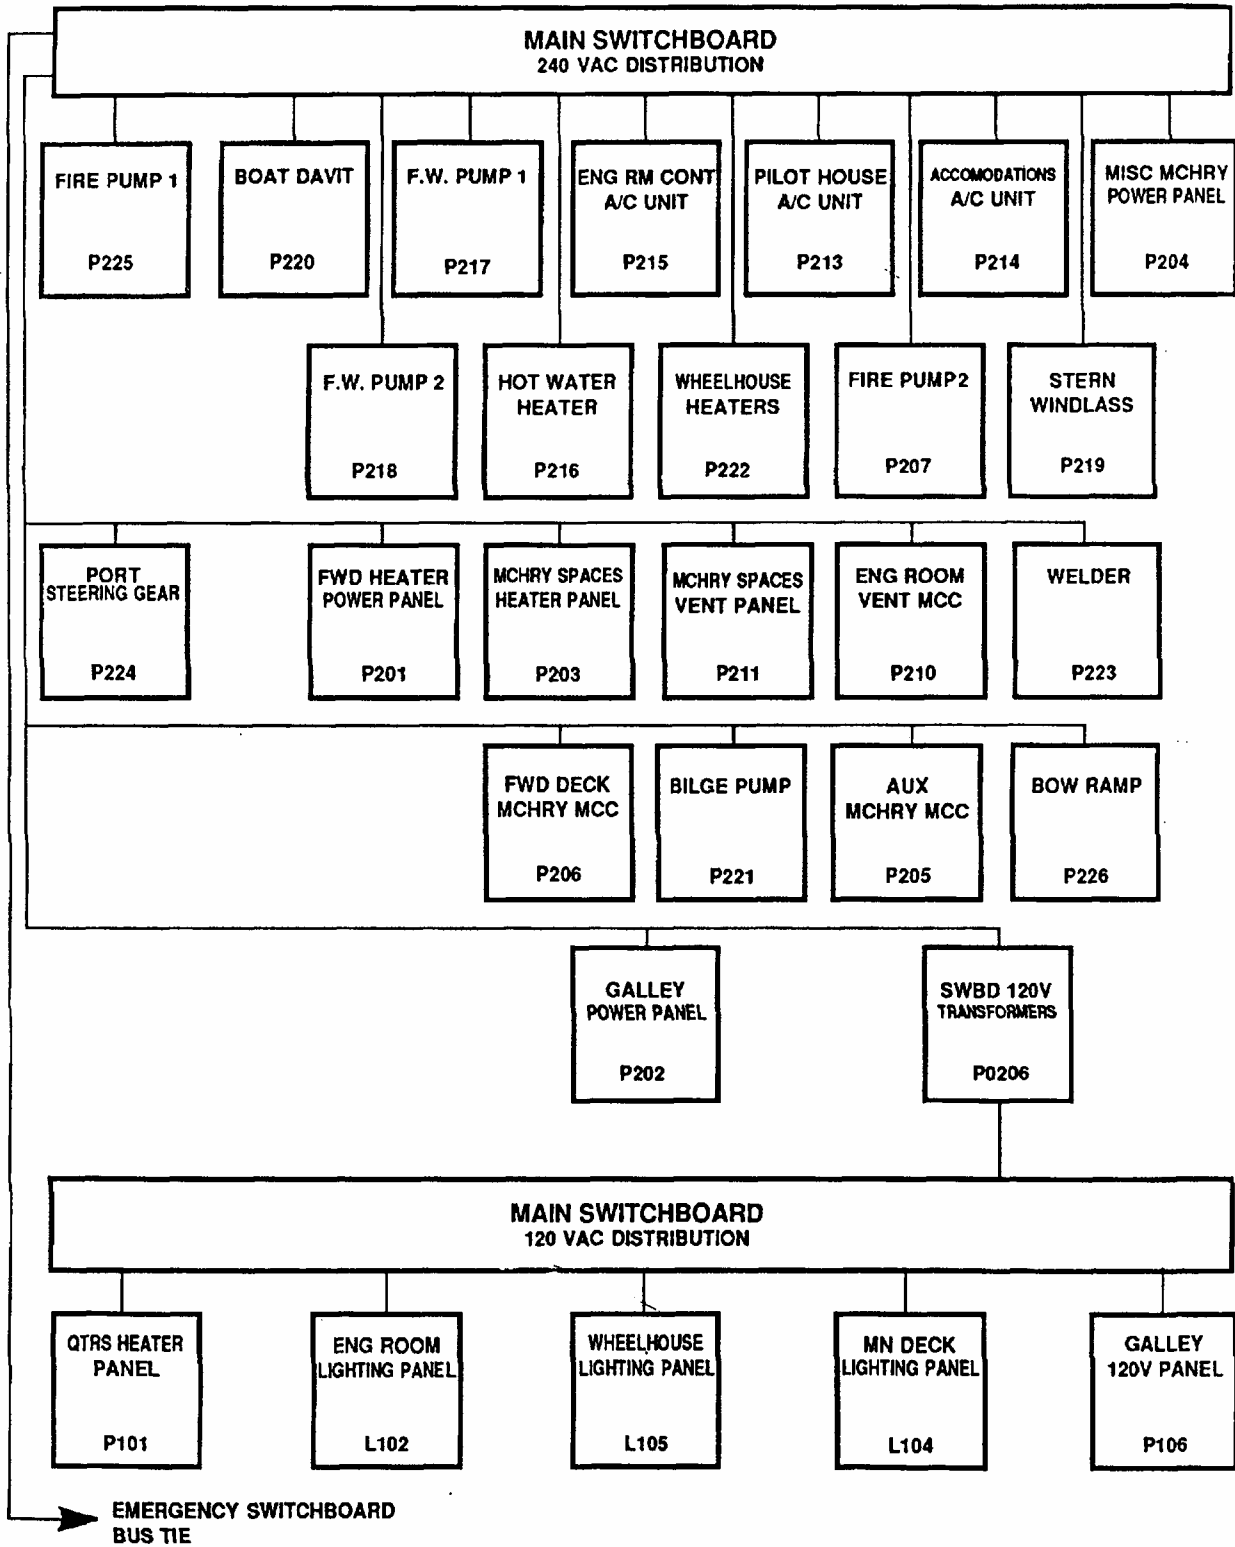 MAIN SWITCHBOARD
240 VAC DISTRIBUTION
FIRE PUMP 1
P225
BOAT DAVIT
P220
F.W. PUMP 1
P217
ENG RM CONT
A/C UNIT
P215
PILOT HOUSE
A/C UNIT
P213
ACCOMODATIONS
A/C UNIT
P214
MISC MCHRY
POWER PANEL
P204
F.W. PUMP 2
P218
HOT WATER
HEATER
P216
WHEELHOUSE
HEATERS
P222
FIRE PUMP2
P207
STERN
WINDLASS
P219
PORT
STEERING GEAR
P224
FWD HEATER
POWER PANEL
P201
MCHRY SPACES
HEATER PANEL
P203
MCHRY SPACES
VENT PANEL
P211
ENG ROOM
VENT MCC
P210
WELDER
P223
FWD DECK
MCHRY MCC
P206
BILGE PUMP
P221
AUX
MCHRY MCC
P205
BOW RAMP
P226
GALLEY
POWER PANEL
P202
SWBD 120V
TRANSFORMERS
P0206
MAIN SWITCHBOARD
120 VAC DISTRIBUTION
QTRS HEATER
PANEL
P101
ENG ROOM
LIGHTING PANEL
L102
WHEELHOUSE
LIGHTING PANEL
L105
MN DECK
LIGHTING PANEL
L104
GALLEY
120V PANEL
P106
EMERGENCY SWITCHBOARD
BUS TIE